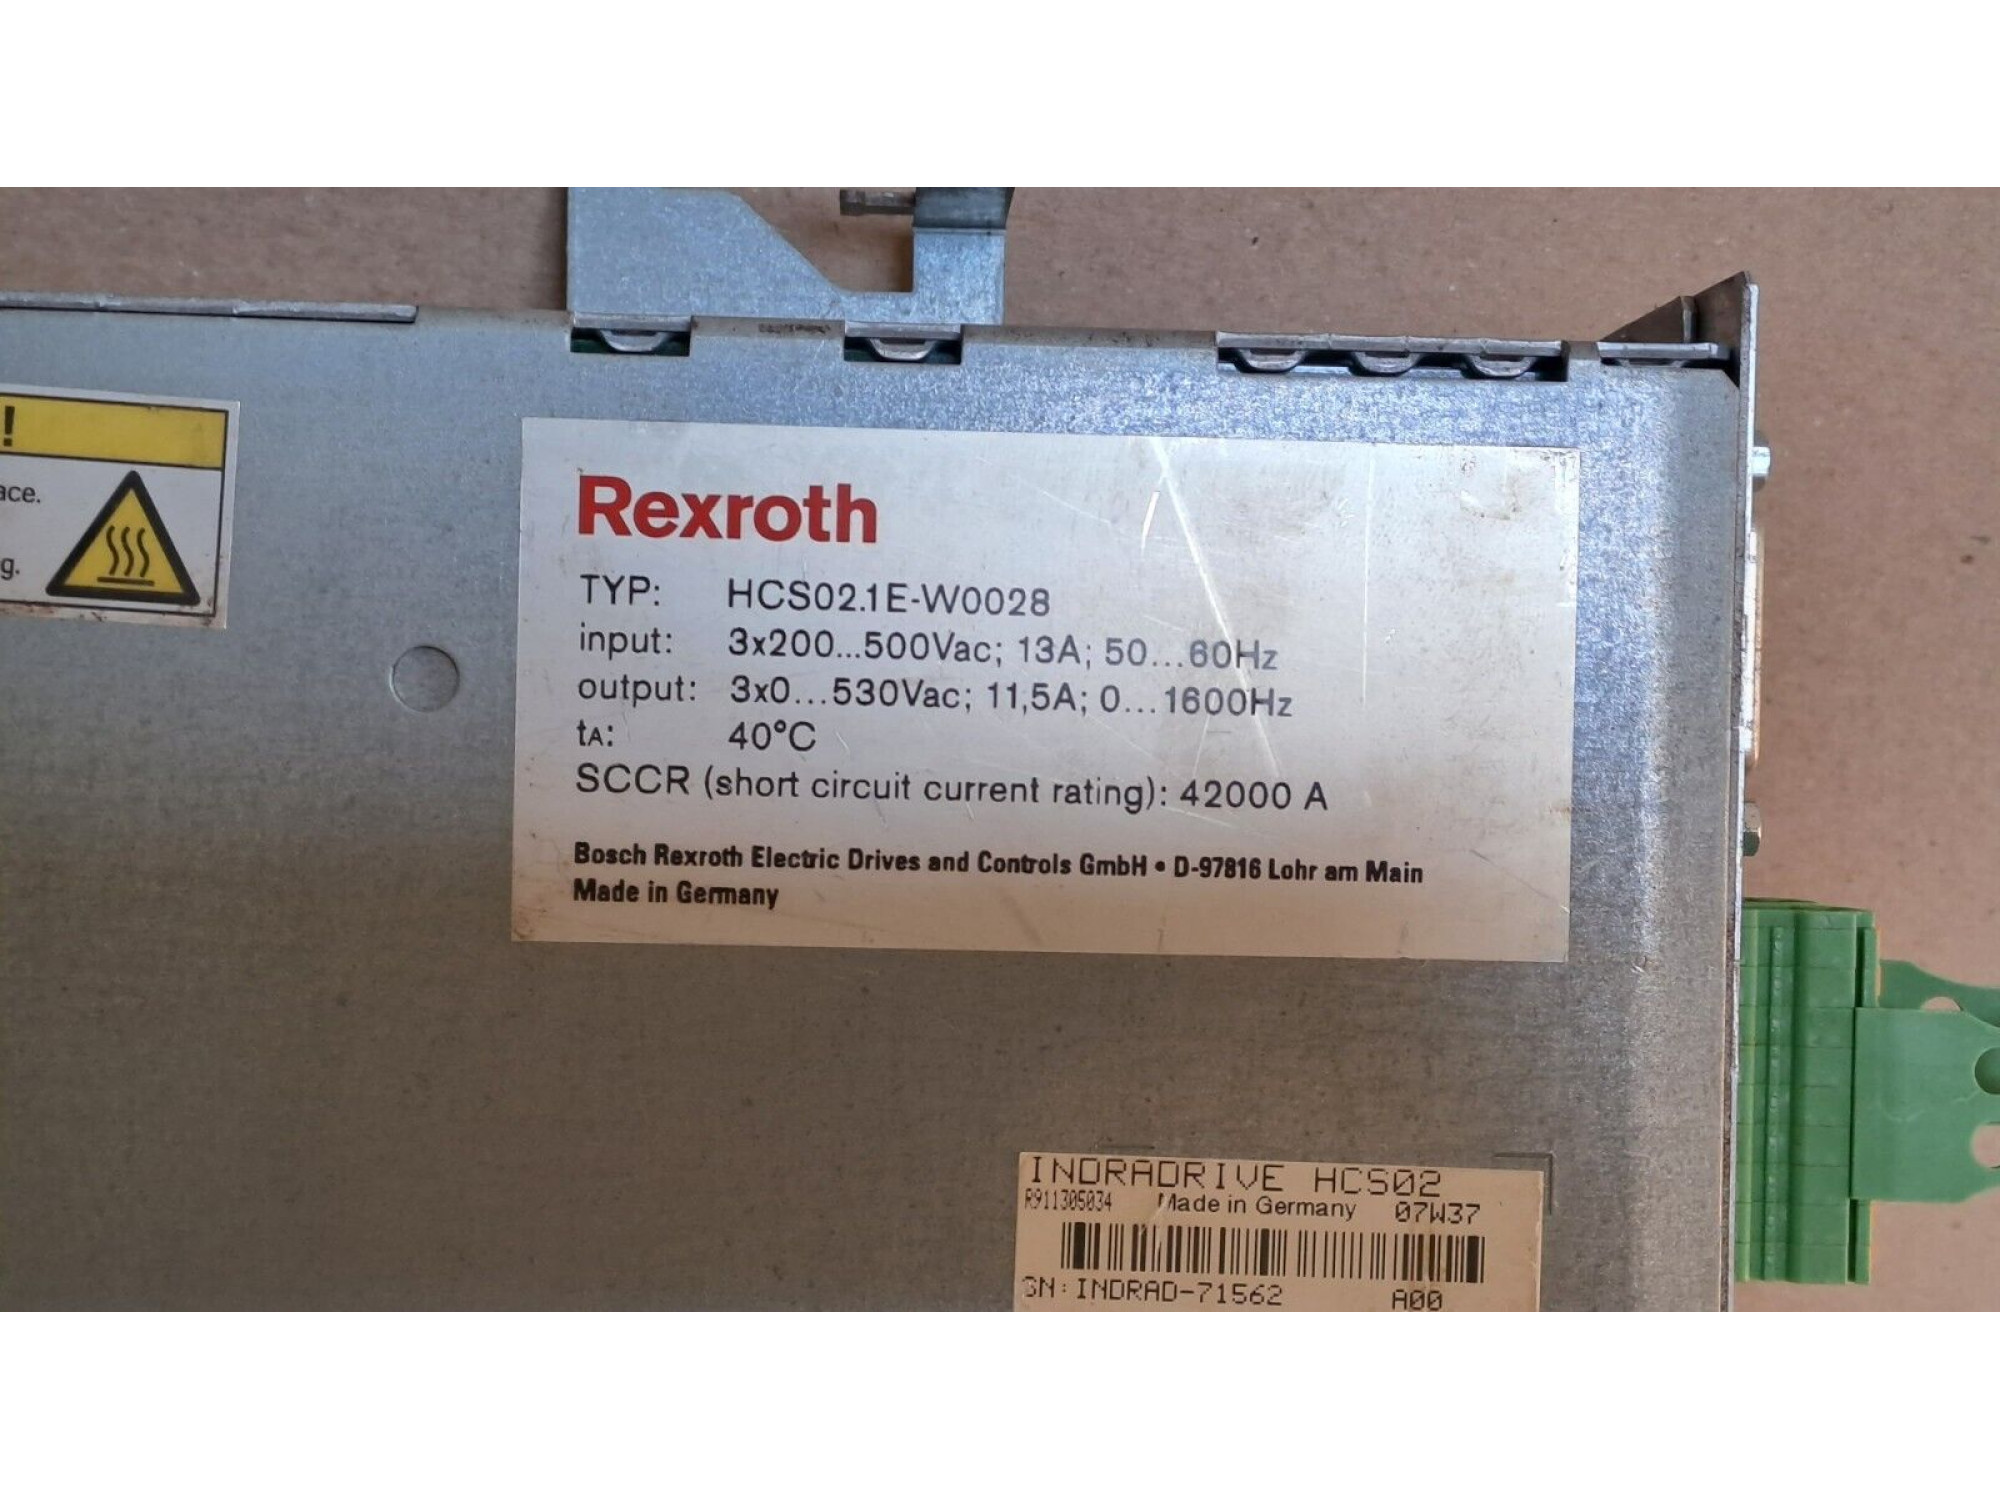 !
ace.
g.
Rexroth
TYP: HCS02.1E-W0028
input: 3x200...500Vac; 13A; 50...60Hz
output: 3x0...530Vac; 11,5A; 0...1600Hz
tA: 40°C
SCCR (short circuit current rating): 42000 A
Bosch Rexroth Electric Drives and Controls GmbH • D-97816 Lohr am Main
Made in Germany
INDRADRIVE HCS02
R911305034 Made in Germany 07W37
SN: INDRAD-71562 A00